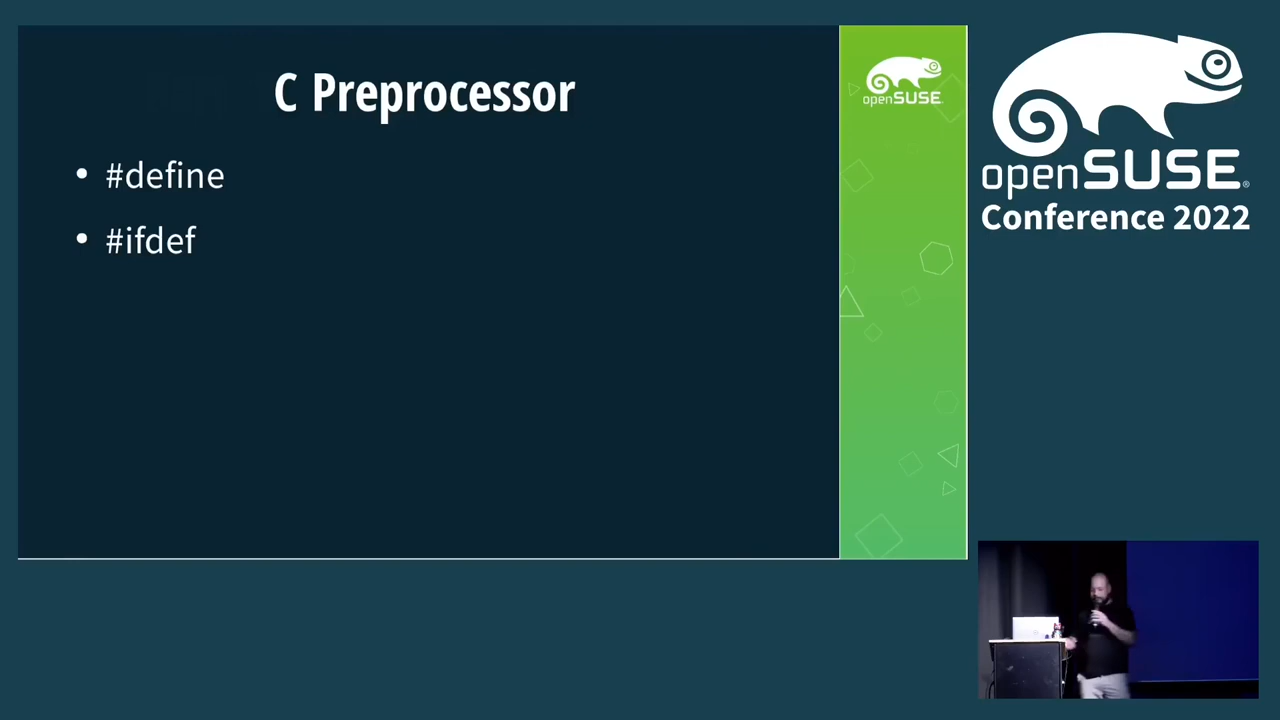 C Preprocessor
• #define
• #ifdef
openSUSE
openSUSE®
Conference 2022